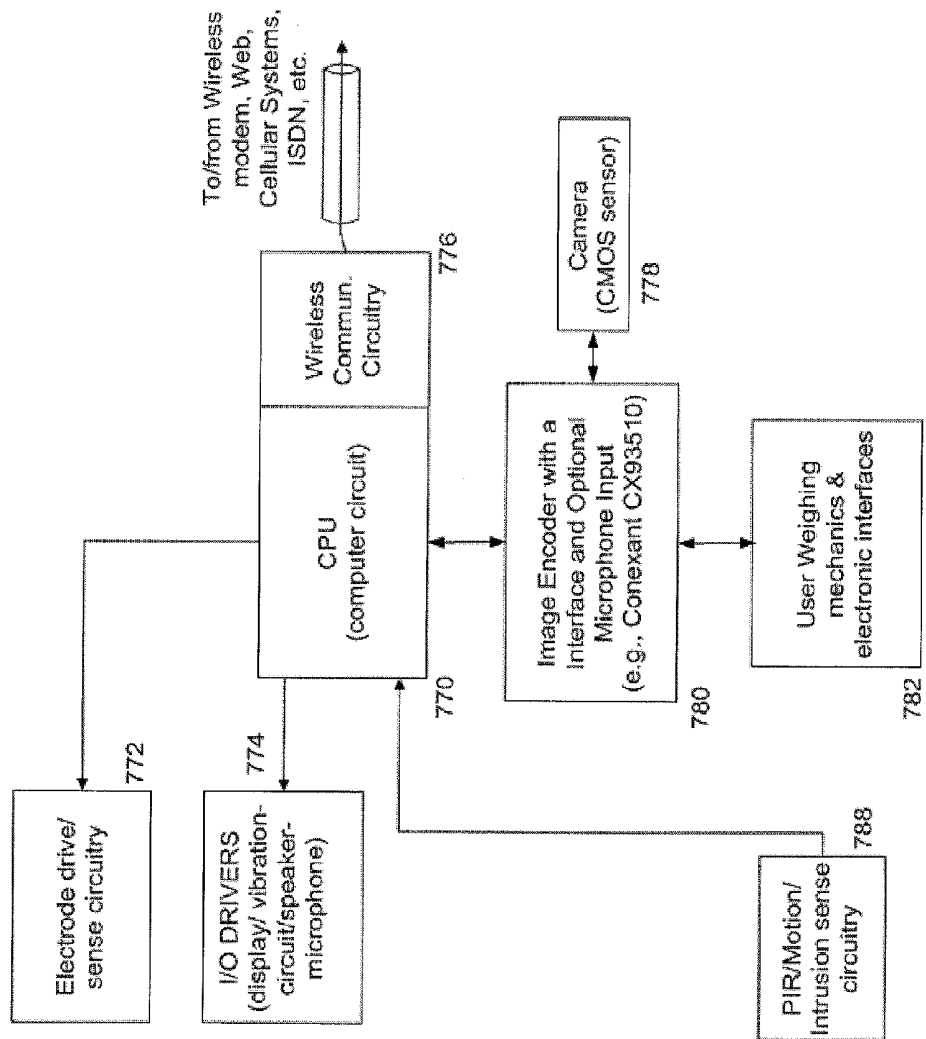 To/from Wireless
modem, Web,
Cellular Systems,
ISDN, etc.
Electrode drive/
sense circuitry
772
I/O DRIVERS
(display/ vibration-
circuit/speaker-
microphone)
774
CPU
(computer circuit)
770
Wireless
Commun.
Circuitry
776
Camera
(CMOS sensor)
778
Image Encoder with a
Interface and Optional
Microphone Input
(e.g., Conexant CX93510)
780
User Weighing
mechanics &
electronic interfaces
782
PIR/Motion/
Intrusion sense
circuitry
788